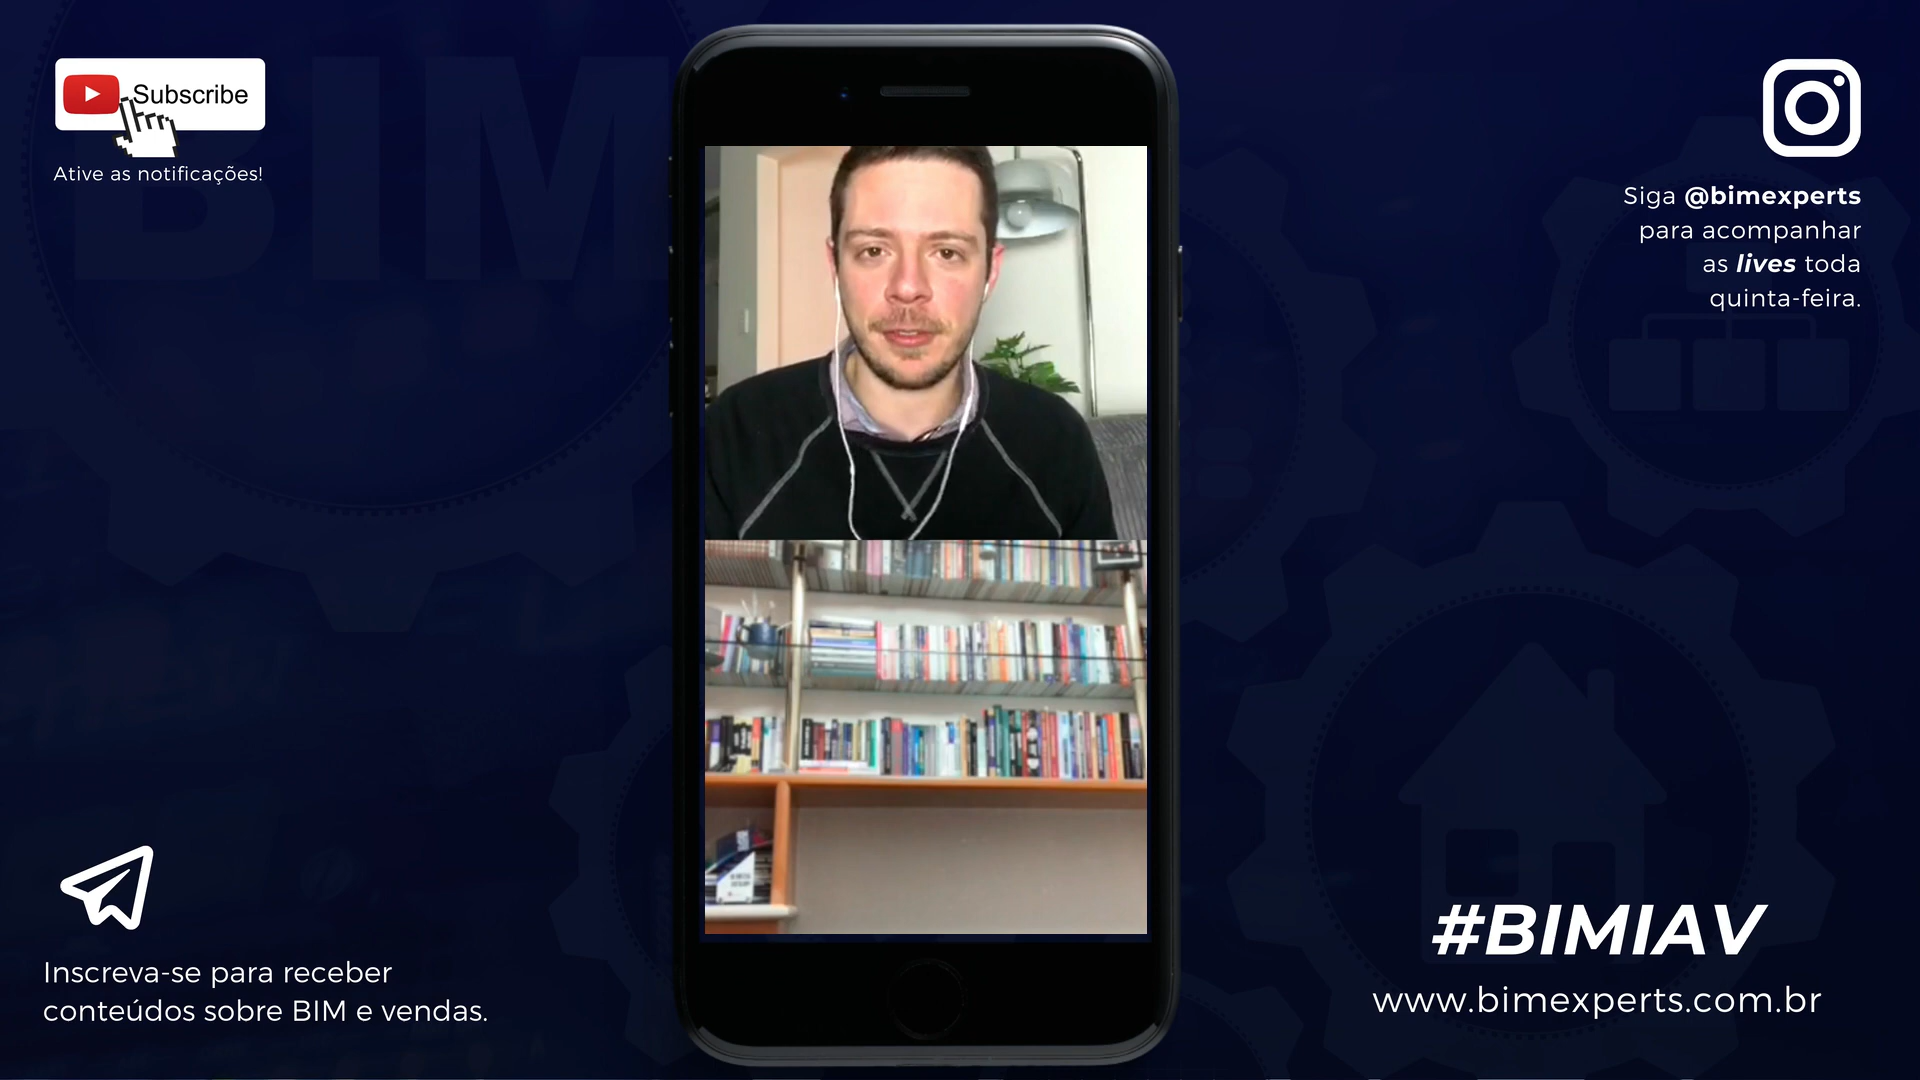 Subscribe
Ative as notificações!
BIM
Siga @bimexperts
para acompanhar
as lives toda
quinta-feira.
Inscreva-se para receber
conteúdos sobre BIM e vendas.
#BIMIAV
www.bimexperts.com.br